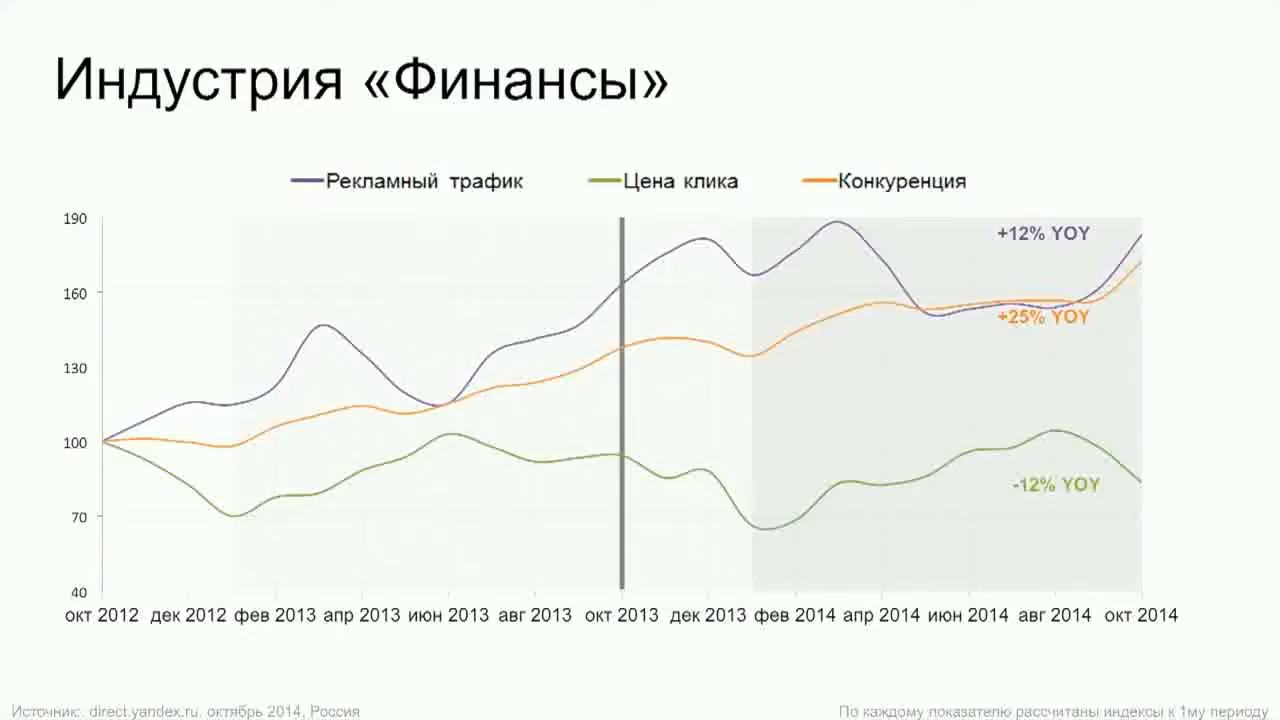 Индустрия «Финансы»
Рекламный трафик Цена клика Конкуренция
190
160
130
100
70
40
+12% YOY
+25% YOY
-12% YOY
окт 2012 дек 2012 фев 2013 апр 2013 июн 2013 авг 2013 окт 2013 дек 2013 фев 2014 апр 2014 июн 2014 авг 2014 окт 2014
Источник:. direct.yandex.ru, октябрь 2014, Россия
По каждому показателю рассчитаны индексы к 1му периоду